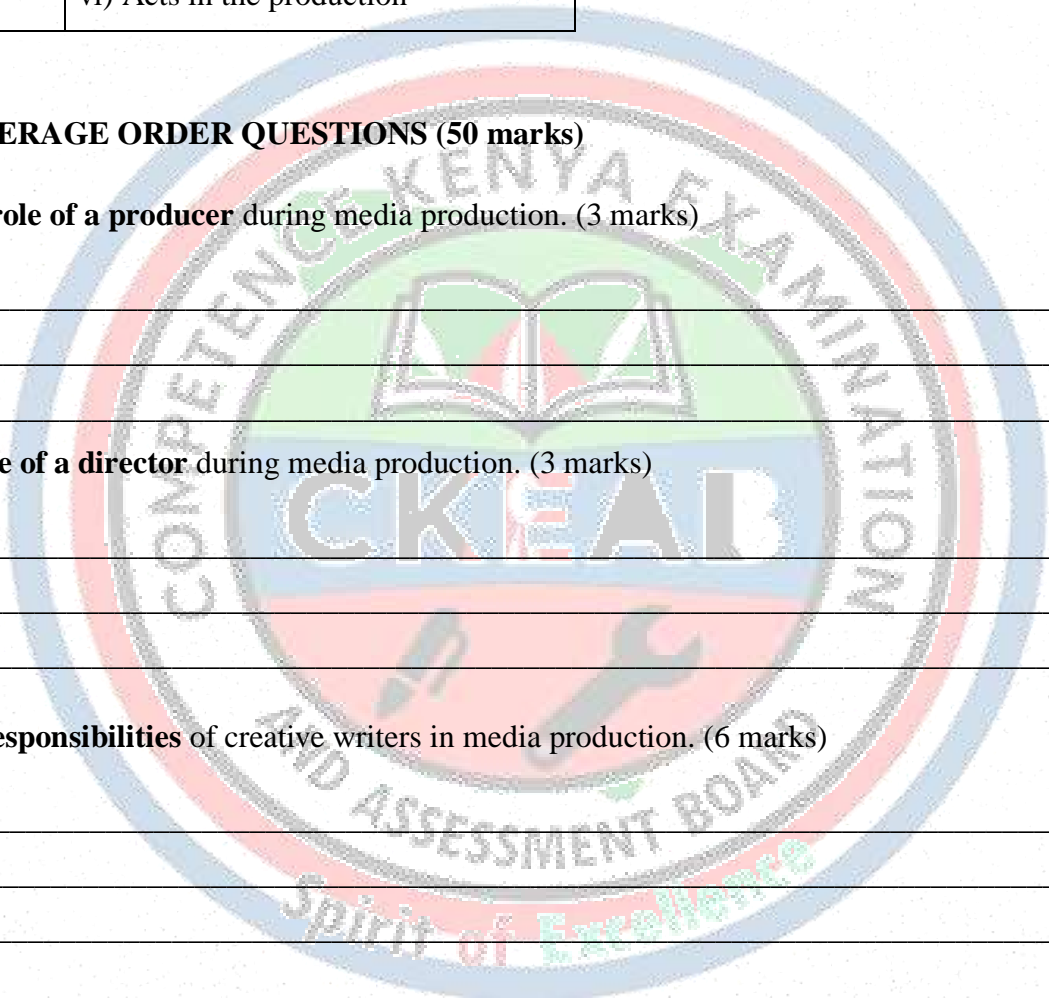 vi) Acts in the production
ERAGE ORDER QUESTIONS (50 marks)
role of a producer during media production. (3 marks)
e of a director during media production. (3 marks)
esponsibilities of creative writers in media production. (6 marks)
COMPETENCE KENYA EXAMINATION
CKEAB
AND ASSESSMENT BOARD
Spirit of Excellence